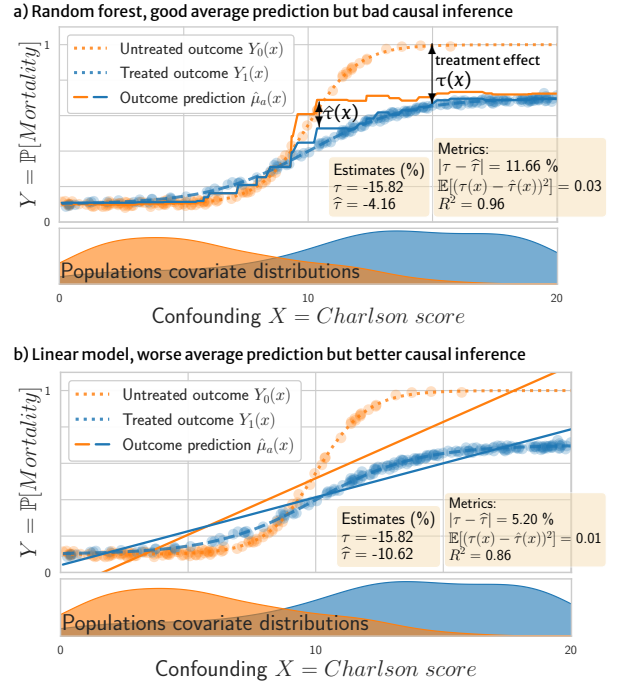 a) Random forest, good average prediction but bad causal inference
Y = ℙ[Mortality]
1
0
Untreated outcome Y₀(x)
Treated outcome Y₁(x)
Outcome prediction μ̂ₐ(x)
treatment effect
τ(x)
τ̂(x)
Estimates (%)
τ = -15.82
τ̂ = -4.16
Metrics:
|τ − τ̂| = 11.66 %
𝔼[(τ(x) − τ̂(x))²] = 0.03
R² = 0.96
Populations covariate distributions
0 10 20
Confounding X = Charlson score
b) Linear model, worse average prediction but better causal inference
Y = ℙ[Mortality]
1
0
Untreated outcome Y₀(x)
Treated outcome Y₁(x)
Outcome prediction μ̂ₐ(x)
Estimates (%)
τ = -15.82
τ̂ = -10.62
Metrics:
|τ − τ̂| = 5.20 %
𝔼[(τ(x) − τ̂(x))²] = 0.01
R² = 0.86
Populations covariate distributions
0 10 20
Confounding X = Charlson score